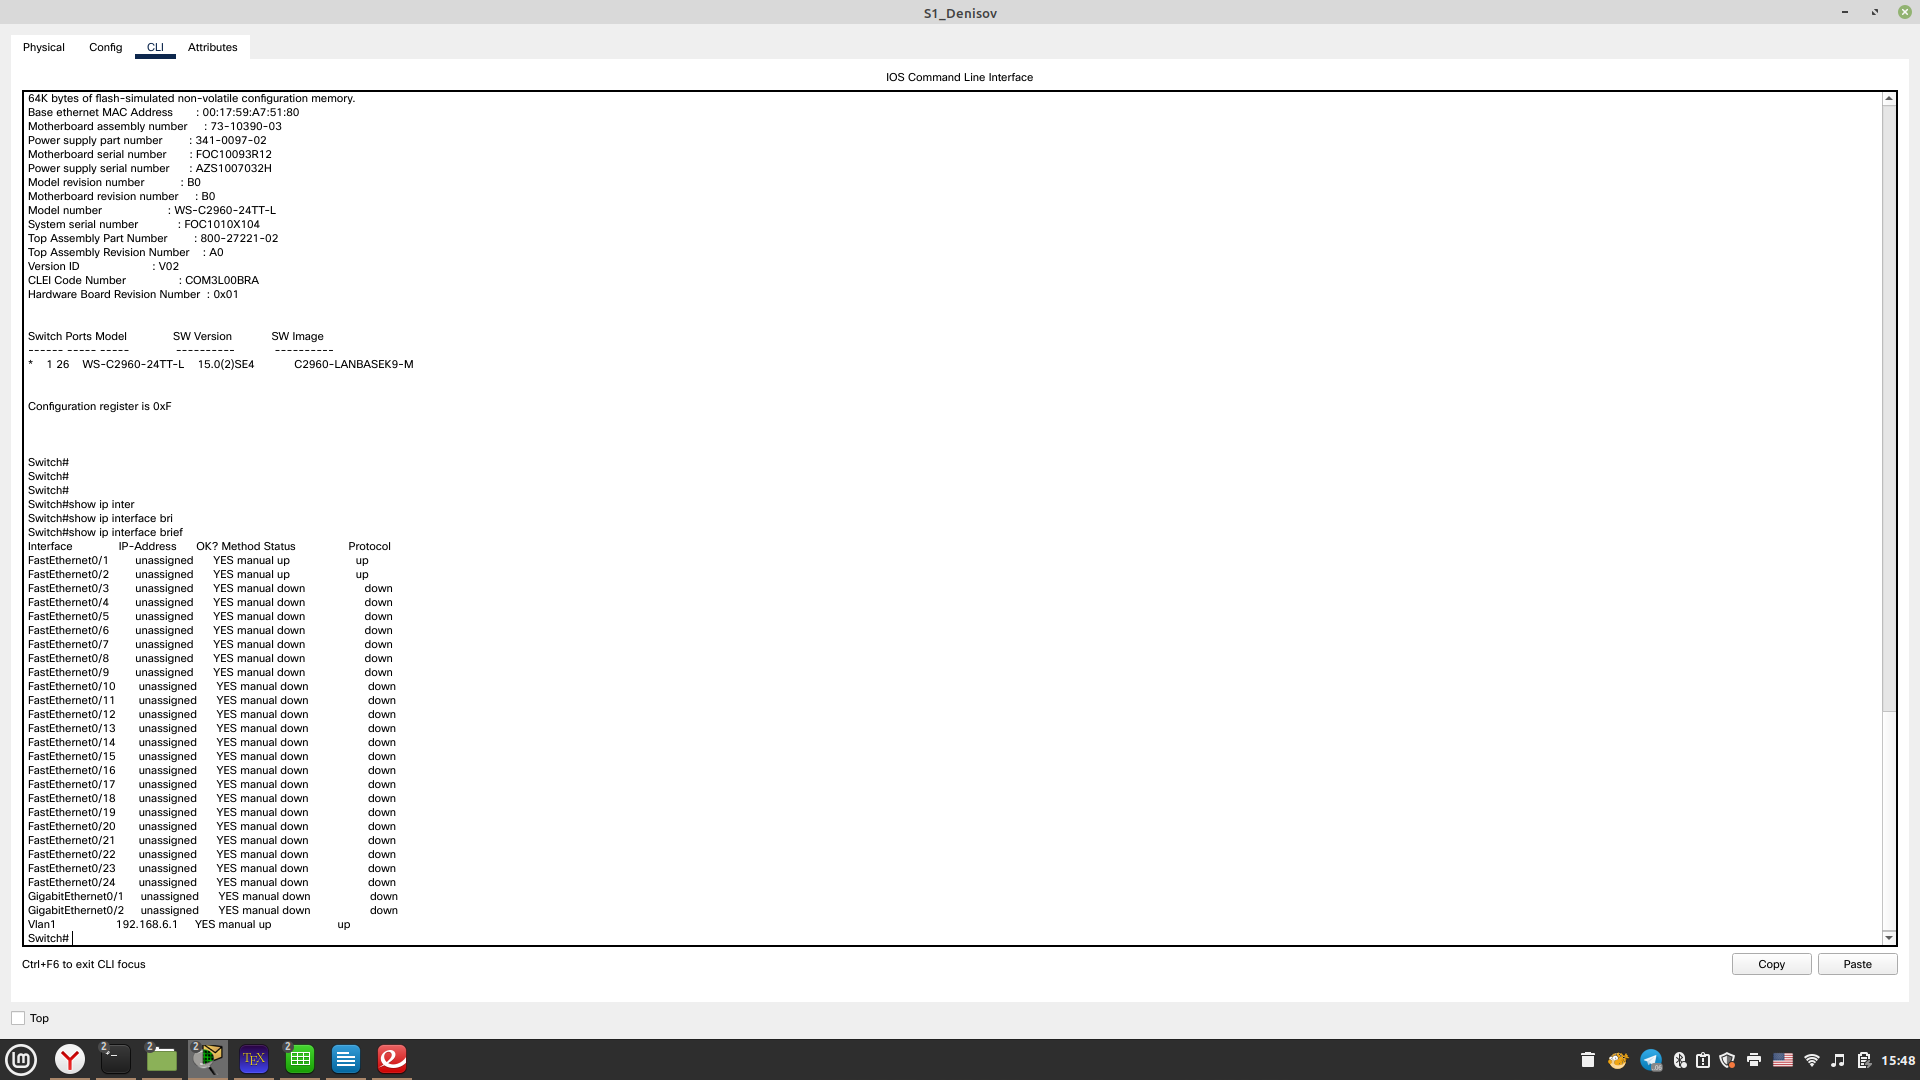 S1_Denisov
Physical Config CLI Attributes
IOS Command Line Interface
64K bytes of flash-simulated non-volatile configuration memory.
Base ethernet MAC Address : 00:17:59:A7:51:80
Motherboard assembly number : 73-10390-03
Power supply part number : 341-0097-02
Motherboard serial number : FOC10093R12
Power supply serial number : AZS1007032H
Model revision number : B0
Motherboard revision number : B0
Model number : WS-C2960-24TT-L
System serial number : FOC1010X104
Top Assembly Part Number : 800-27221-02
Top Assembly Revision Number : A0
Version ID : V02
CLEI Code Number : COM3L00BRA
Hardware Board Revision Number : 0x01
Switch Ports Model SW Version SW Image
------ ----- ----- ---------- ----------
* 1 26 WS-C2960-24TT-L 15.0(2)SE4 C2960-LANBASEK9-M
Configuration register is 0xF
Switch#
Switch#
Switch#
Switch#show ip inter
Switch#show ip interface bri
Switch#show ip interface brief
Interface IP-Address OK? Method Status Protocol
FastEthernet0/1 unassigned YES manual up up
FastEthernet0/2 unassigned YES manual up up
FastEthernet0/3 unassigned YES manual down down
FastEthernet0/4 unassigned YES manual down down
FastEthernet0/5 unassigned YES manual down down
FastEthernet0/6 unassigned YES manual down down
FastEthernet0/7 unassigned YES manual down down
FastEthernet0/8 unassigned YES manual down down
FastEthernet0/9 unassigned YES manual down down
FastEthernet0/10 unassigned YES manual down down
FastEthernet0/11 unassigned YES manual down down
FastEthernet0/12 unassigned YES manual down down
FastEthernet0/13 unassigned YES manual down down
FastEthernet0/14 unassigned YES manual down down
FastEthernet0/15 unassigned YES manual down down
FastEthernet0/16 unassigned YES manual down down
FastEthernet0/17 unassigned YES manual down down
FastEthernet0/18 unassigned YES manual down down
FastEthernet0/19 unassigned YES manual down down
FastEthernet0/20 unassigned YES manual down down
FastEthernet0/21 unassigned YES manual down down
FastEthernet0/22 unassigned YES manual down down
FastEthernet0/23 unassigned YES manual down down
FastEthernet0/24 unassigned YES manual down down
GigabitEthernet0/1 unassigned YES manual down down
GigabitEthernet0/2 unassigned YES manual down down
Vlan1 192.168.6.1 YES manual up up
Switch#
Ctrl+F6 to exit CLI focus
Copy Paste
Top
2 2 2 TEX 2
15:48